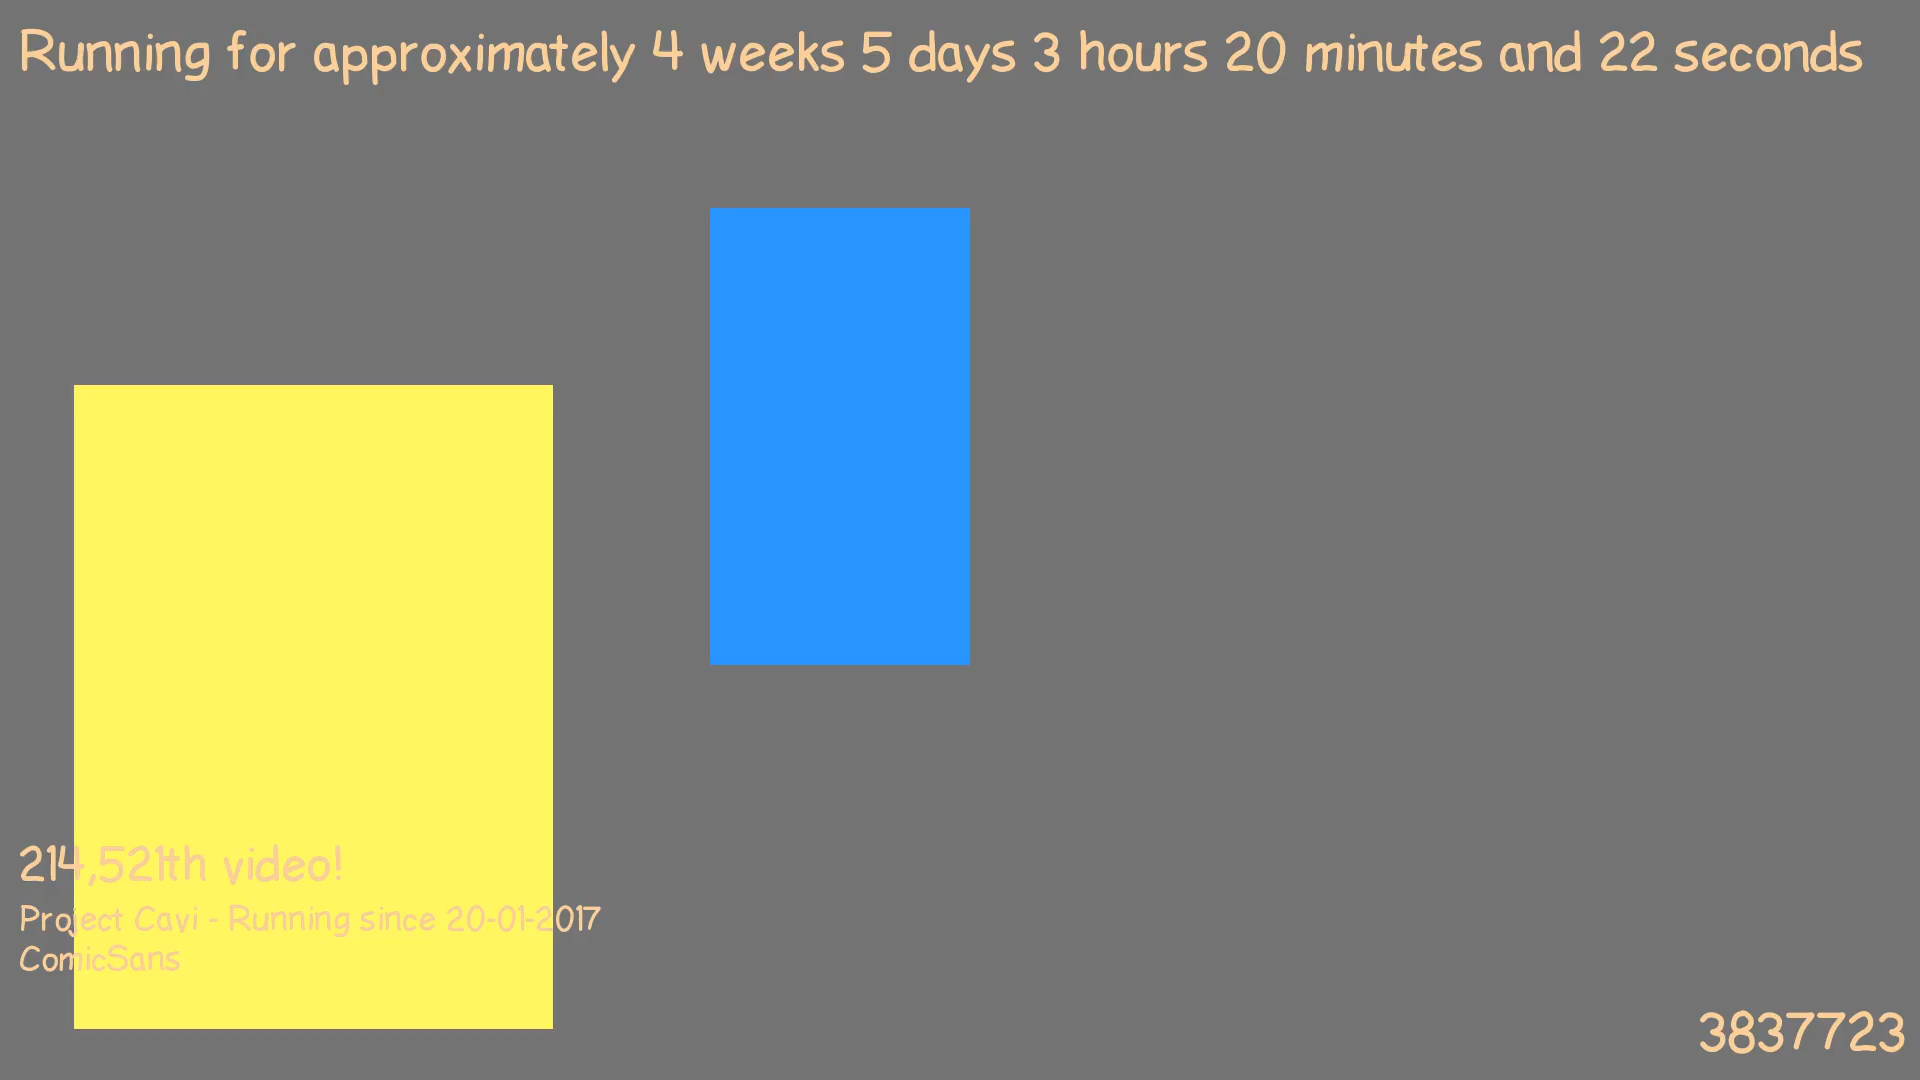 Running for approximately 4 weeks 5 days 3 hours 20 minutes and 22 seconds
214,521th video!
Project Cavi - Running since 20-01-2017
ComicSans
3837723